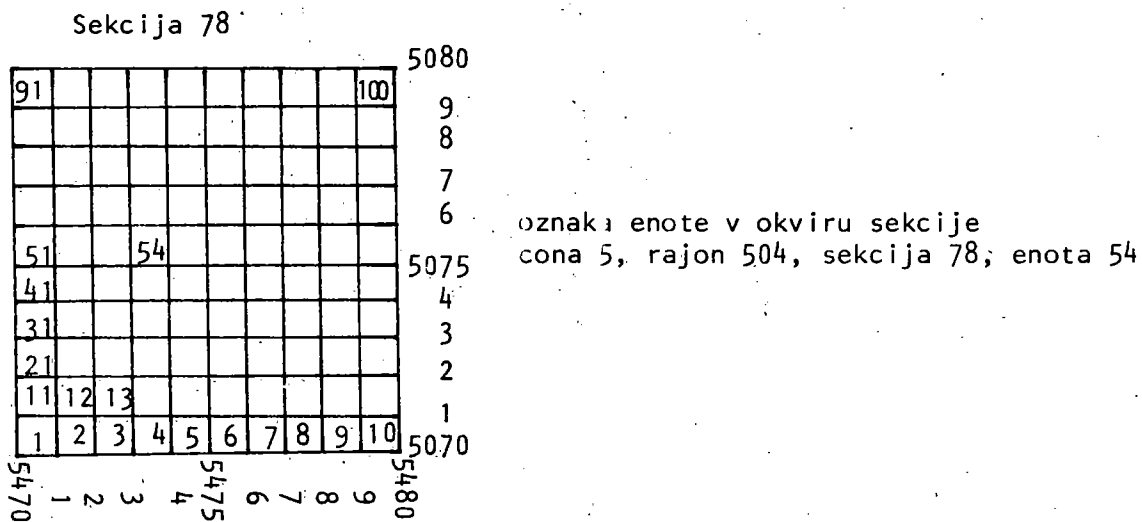 Sekcija 78
5080
91 100
9
8
7
6
51 54
5075
41
4
31
3
21
2
11 12 13
1
1 2 3 4 5 6 7 8 9 10
5070
5470 1 2 3 4 5475 6 7 8 9 5480
oznaka enote v okviru sekcije
cona 5, rajon 504, sekcija 78, enota 54